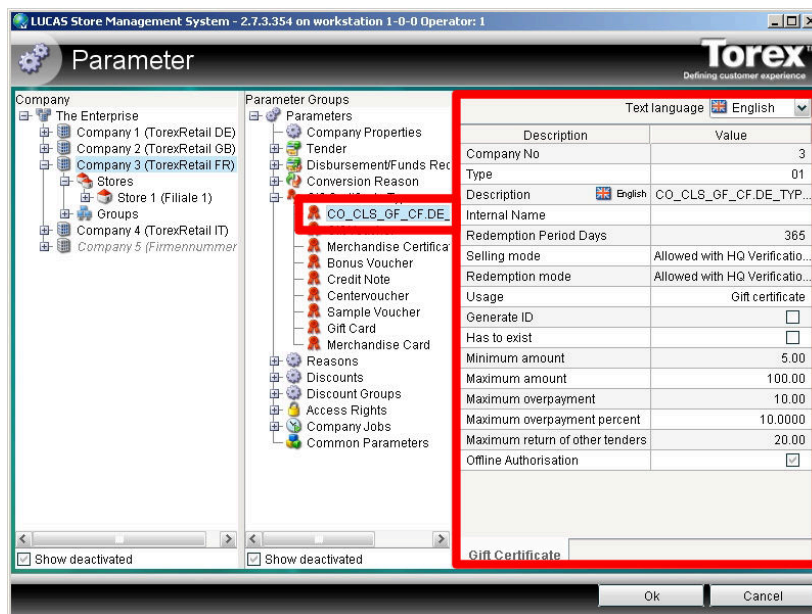 LUCAS Store Management System - 2.7.3.354 on workstation 1-0-0 Operator: 1
Parameter
Torex
Defining customer experience
Company
The Enterprise
Company 1 (TorexRetail DE)
Company 2 (TorexRetail GB)
Company 3 (TorexRetail FR)
Stores
Store 1 (Filiale 1)
Groups
Company 4 (TorexRetail IT)
Company 5 (Firmennummer
Show deactivated
Parameter Groups
Parameters
Company Properties
Tender
Disbursement/Funds Rec
Conversion Reason
CO_CLS_GF_CF.DE_
Merchandise Certifica
Bonus Voucher
Credit Note
Centervoucher
Sample Voucher
Gift Card
Merchandise Card
Reasons
Discounts
Discount Groups
Access Rights
Company Jobs
Common Parameters
Show deactivated
Text language English
Description Value
Company No 3
Type 01
Description English CO_CLS_GF_CF.DE_TYP...
Internal Name
Redemption Period Days 365
Selling mode Allowed with HQ Verificatio...
Redemption mode Allowed with HQ Verificatio...
Usage Gift certificate
Generate ID
Has to exist
Minimum amount 5.00
Maximum amount 100.00
Maximum overpayment 10.00
Maximum overpayment percent 10.0000
Maximum return of other tenders 20.00
Offline Authorisation
Gift Certificate
Ok Cancel